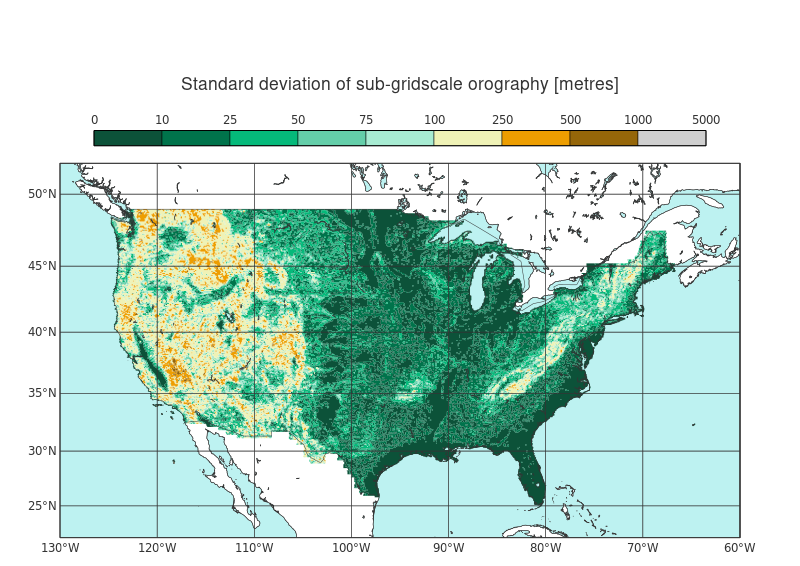 Standard deviation of sub-gridscale orography [metres]
0 10 25 50 75 100 250 500 1000 5000
50°N
45°N
40°N
35°N
30°N
25°N
130°W 120°W 110°W 100°W 90°W 80°W 70°W 60°W